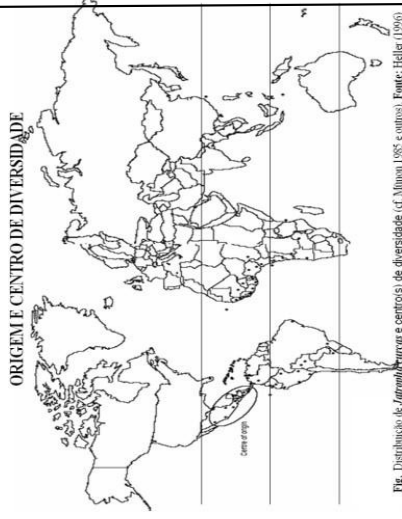 ORIGEM E CENTRO DE DIVERSIDADE
Centre of origin
Fig. Distribuição de Jatropha curcas e centro(s) de diversidade (cf. Münon 1985 e outros). Fonte: Heller (1996)